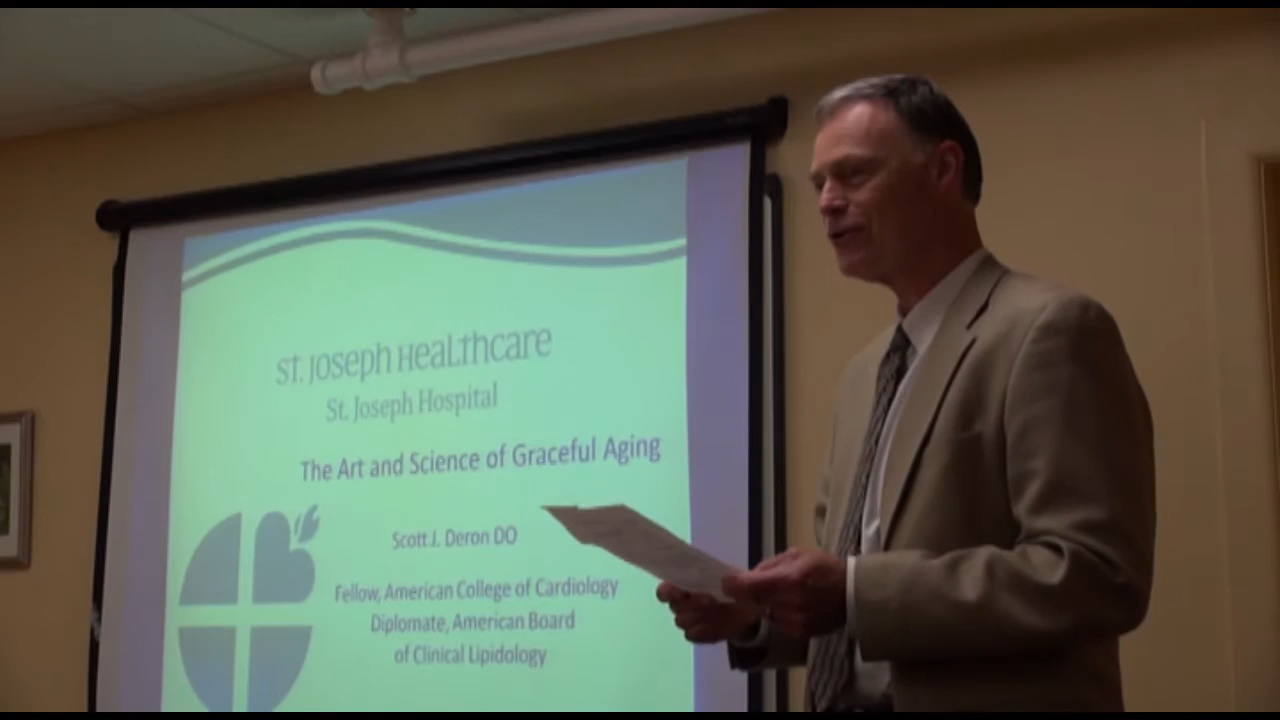 St. Joseph Healthcare
St. Joseph Hospital
The Art and Science of Graceful Aging
Scott J. Deron DO
Fellow, American College of Cardiology
Diplomate, American Board
of Clinical Lipidology